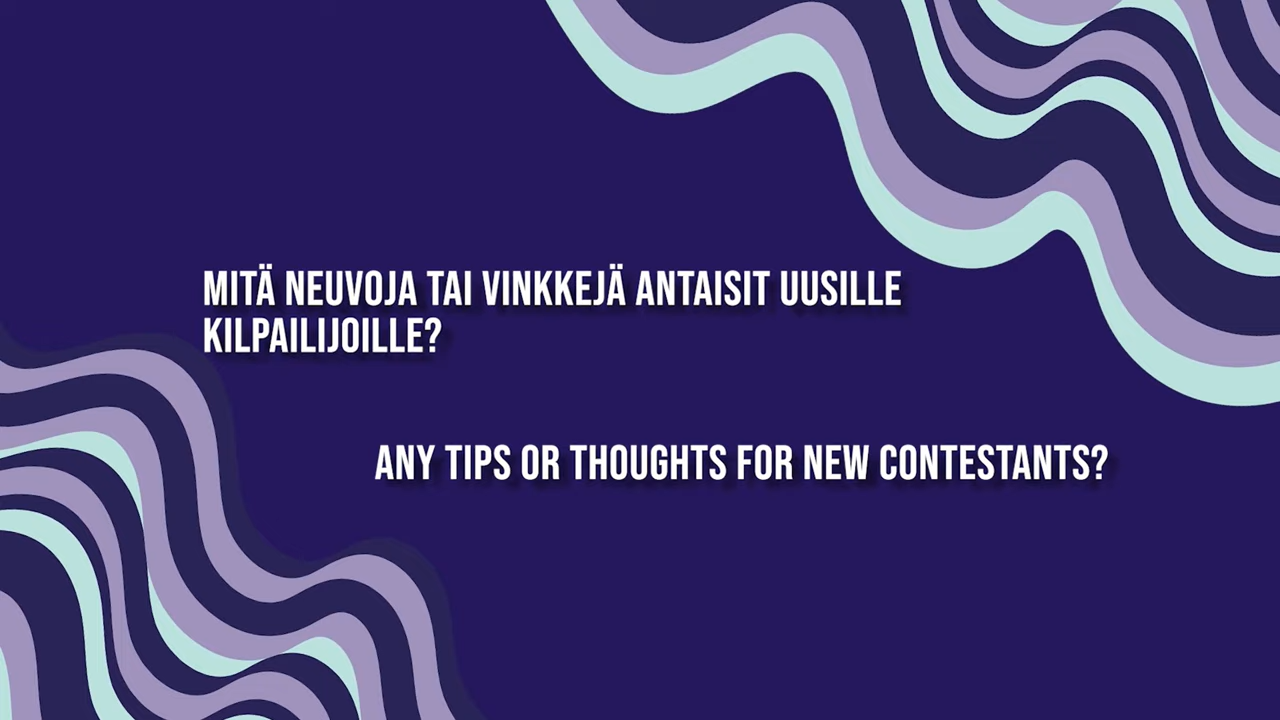 MITÄ NEUVOJA TAI VINKKEJÄ ANTAISIT UUSILLE
KILPAILIJOILLE?
ANY TIPS OR THOUGHTS FOR NEW CONTESTANTS?